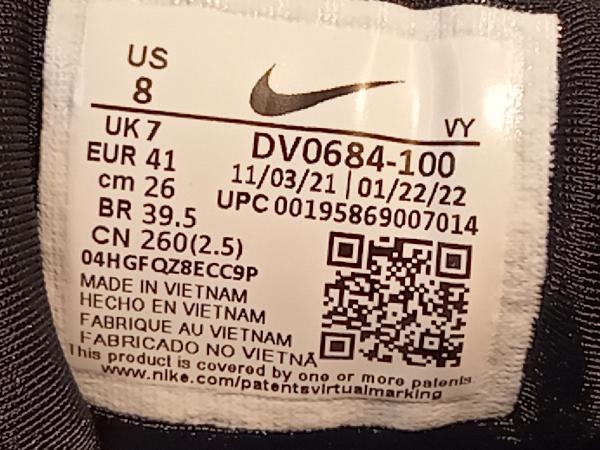 US
8
VY
UK 7
DV0684-100
EUR 41
11/03/21 | 01/22/22
cm 26
UPC 00195869007014
BR 39.5
CN 260(2.5)
04HGFQZ8ECC9P
MADE IN VIETNAM
HECHO EN VIETNAM
FABRIQUE AU VIETNAM
FABRICADO NO VIETNÃ
This product is covered by one or more patents.
www.nike.com/patentsvirtualmarking